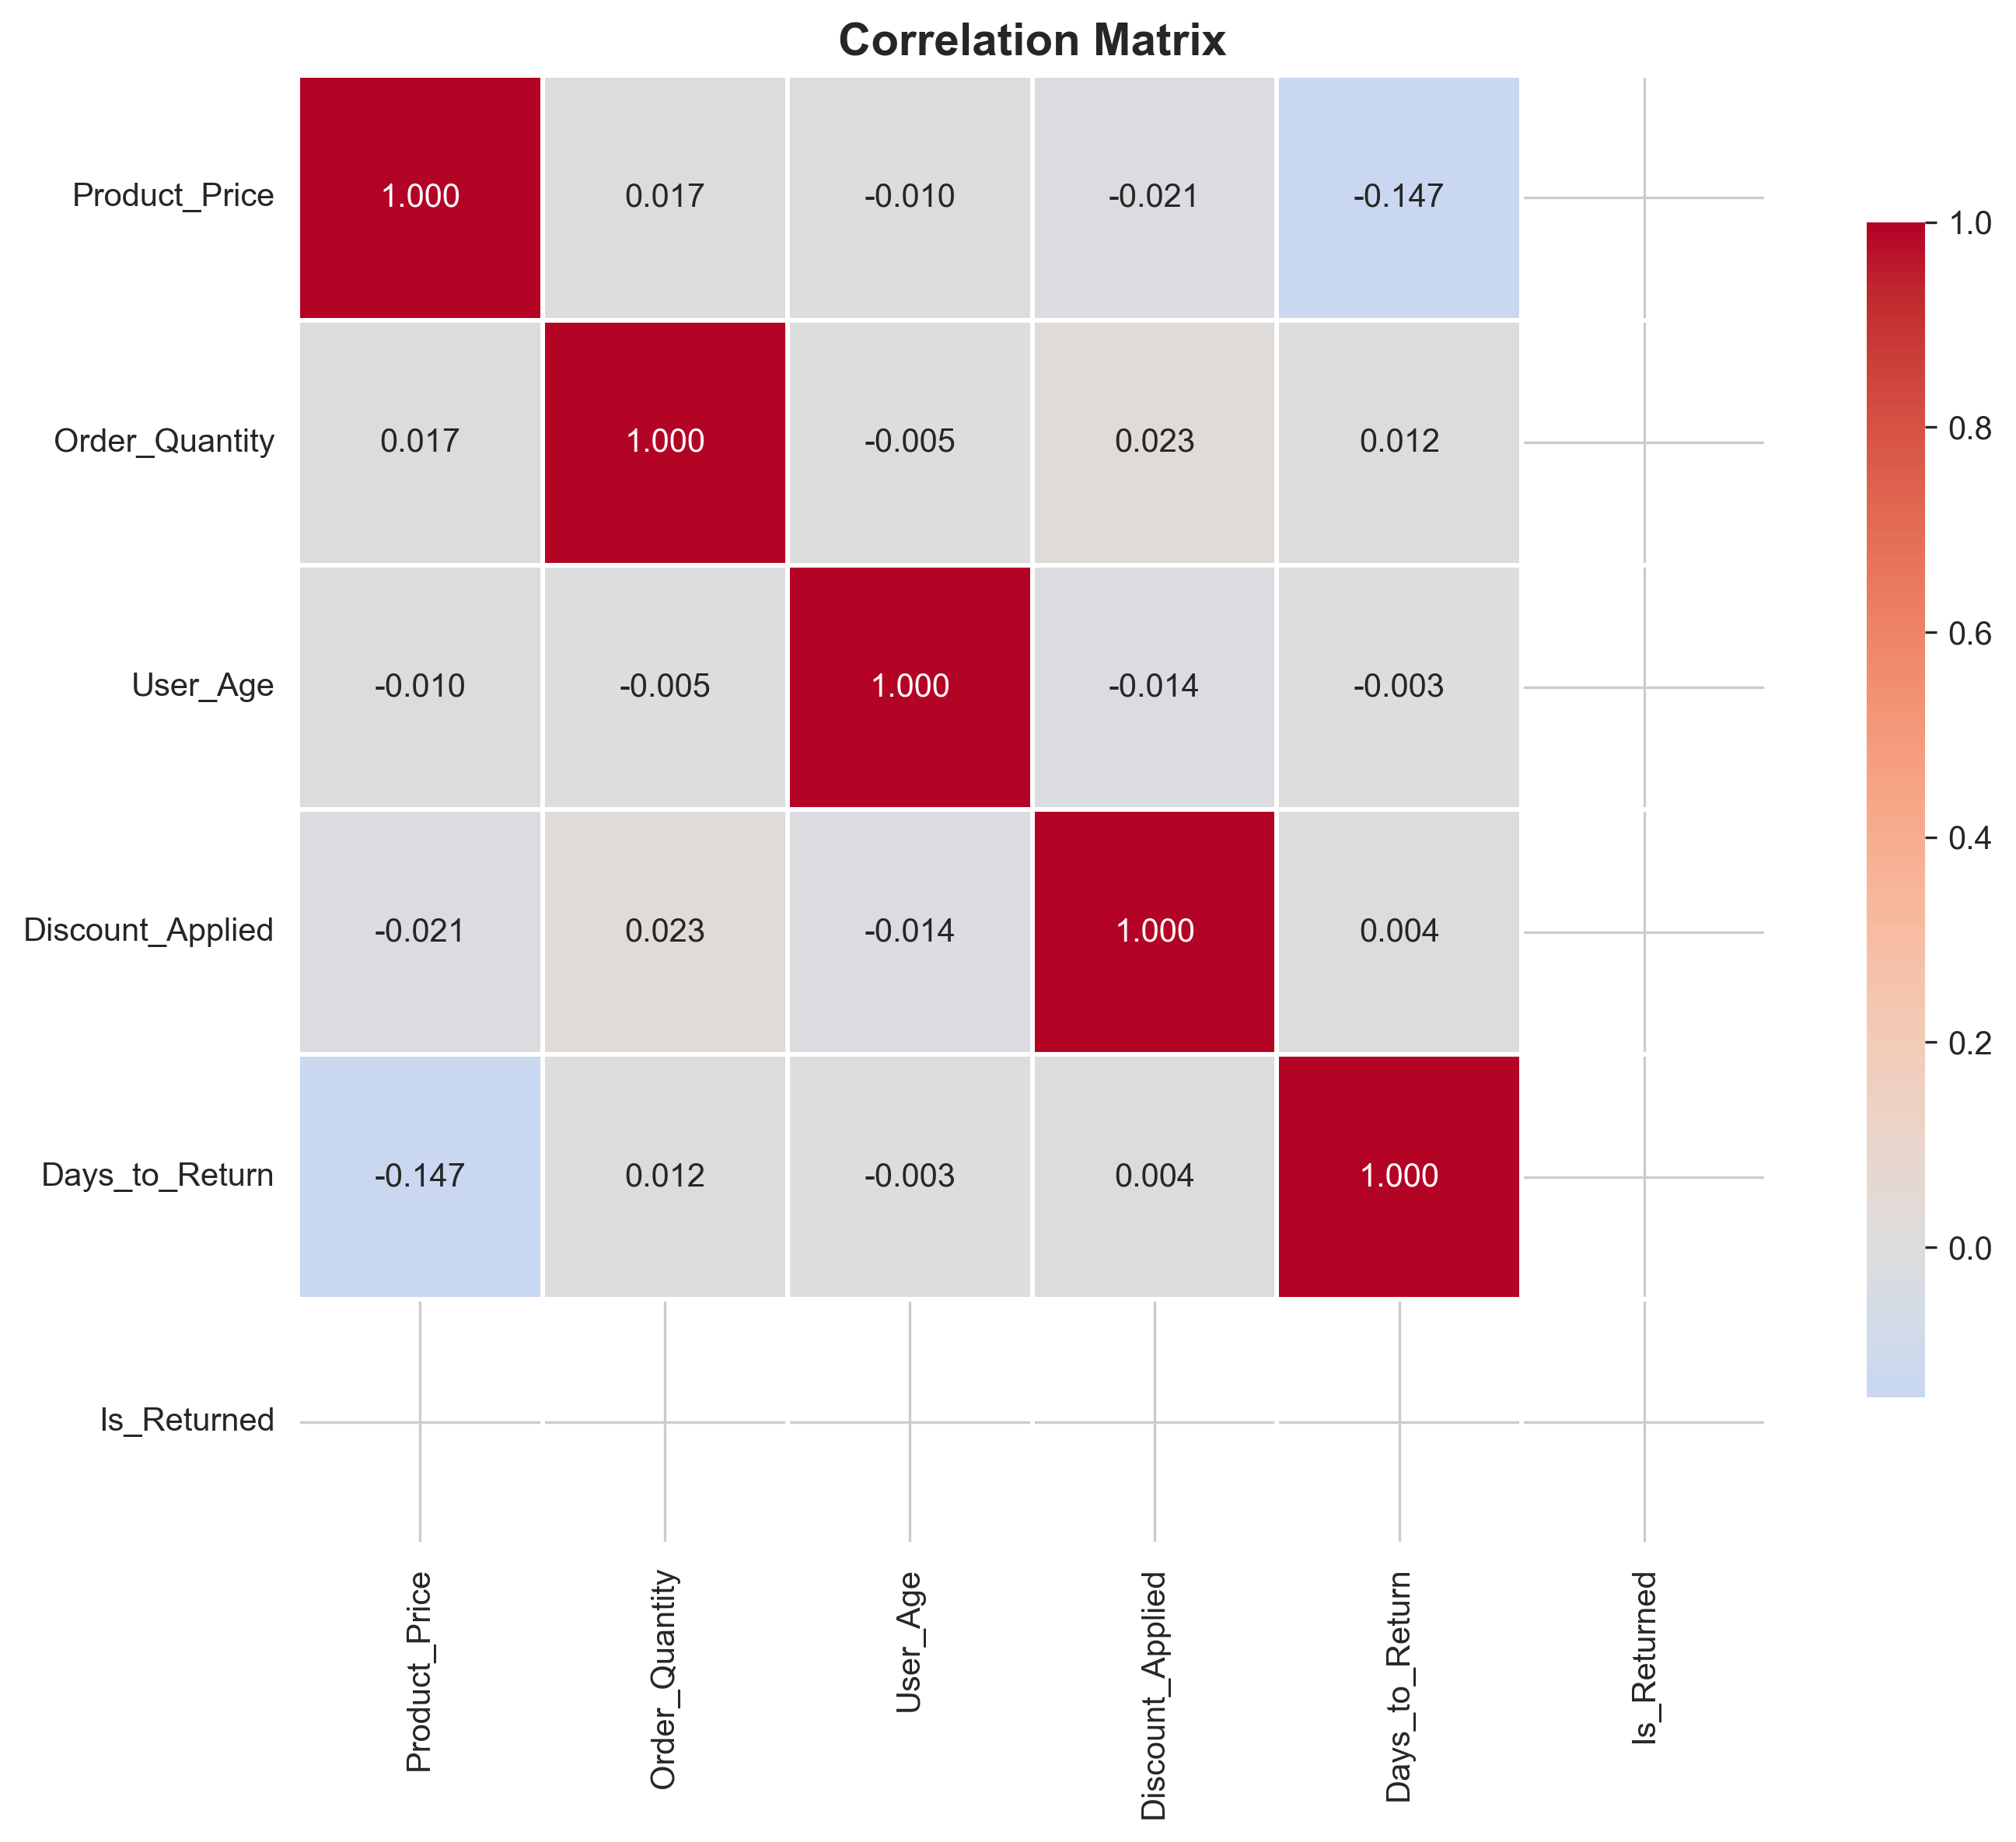 Correlation Matrix
Product_Price 1.000 0.017 -0.010 -0.021 -0.147
Order_Quantity 0.017 1.000 -0.005 0.023 0.012
User_Age -0.010 -0.005 1.000 -0.014 -0.003
Discount_Applied -0.021 0.023 -0.014 1.000 0.004
Days_to_Return -0.147 0.012 -0.003 0.004 1.000
Is_Returned
Product_Price
Order_Quantity
User_Age
Discount_Applied
Days_to_Return
Is_Returned
1.0
0.8
0.6
0.4
0.2
0.0